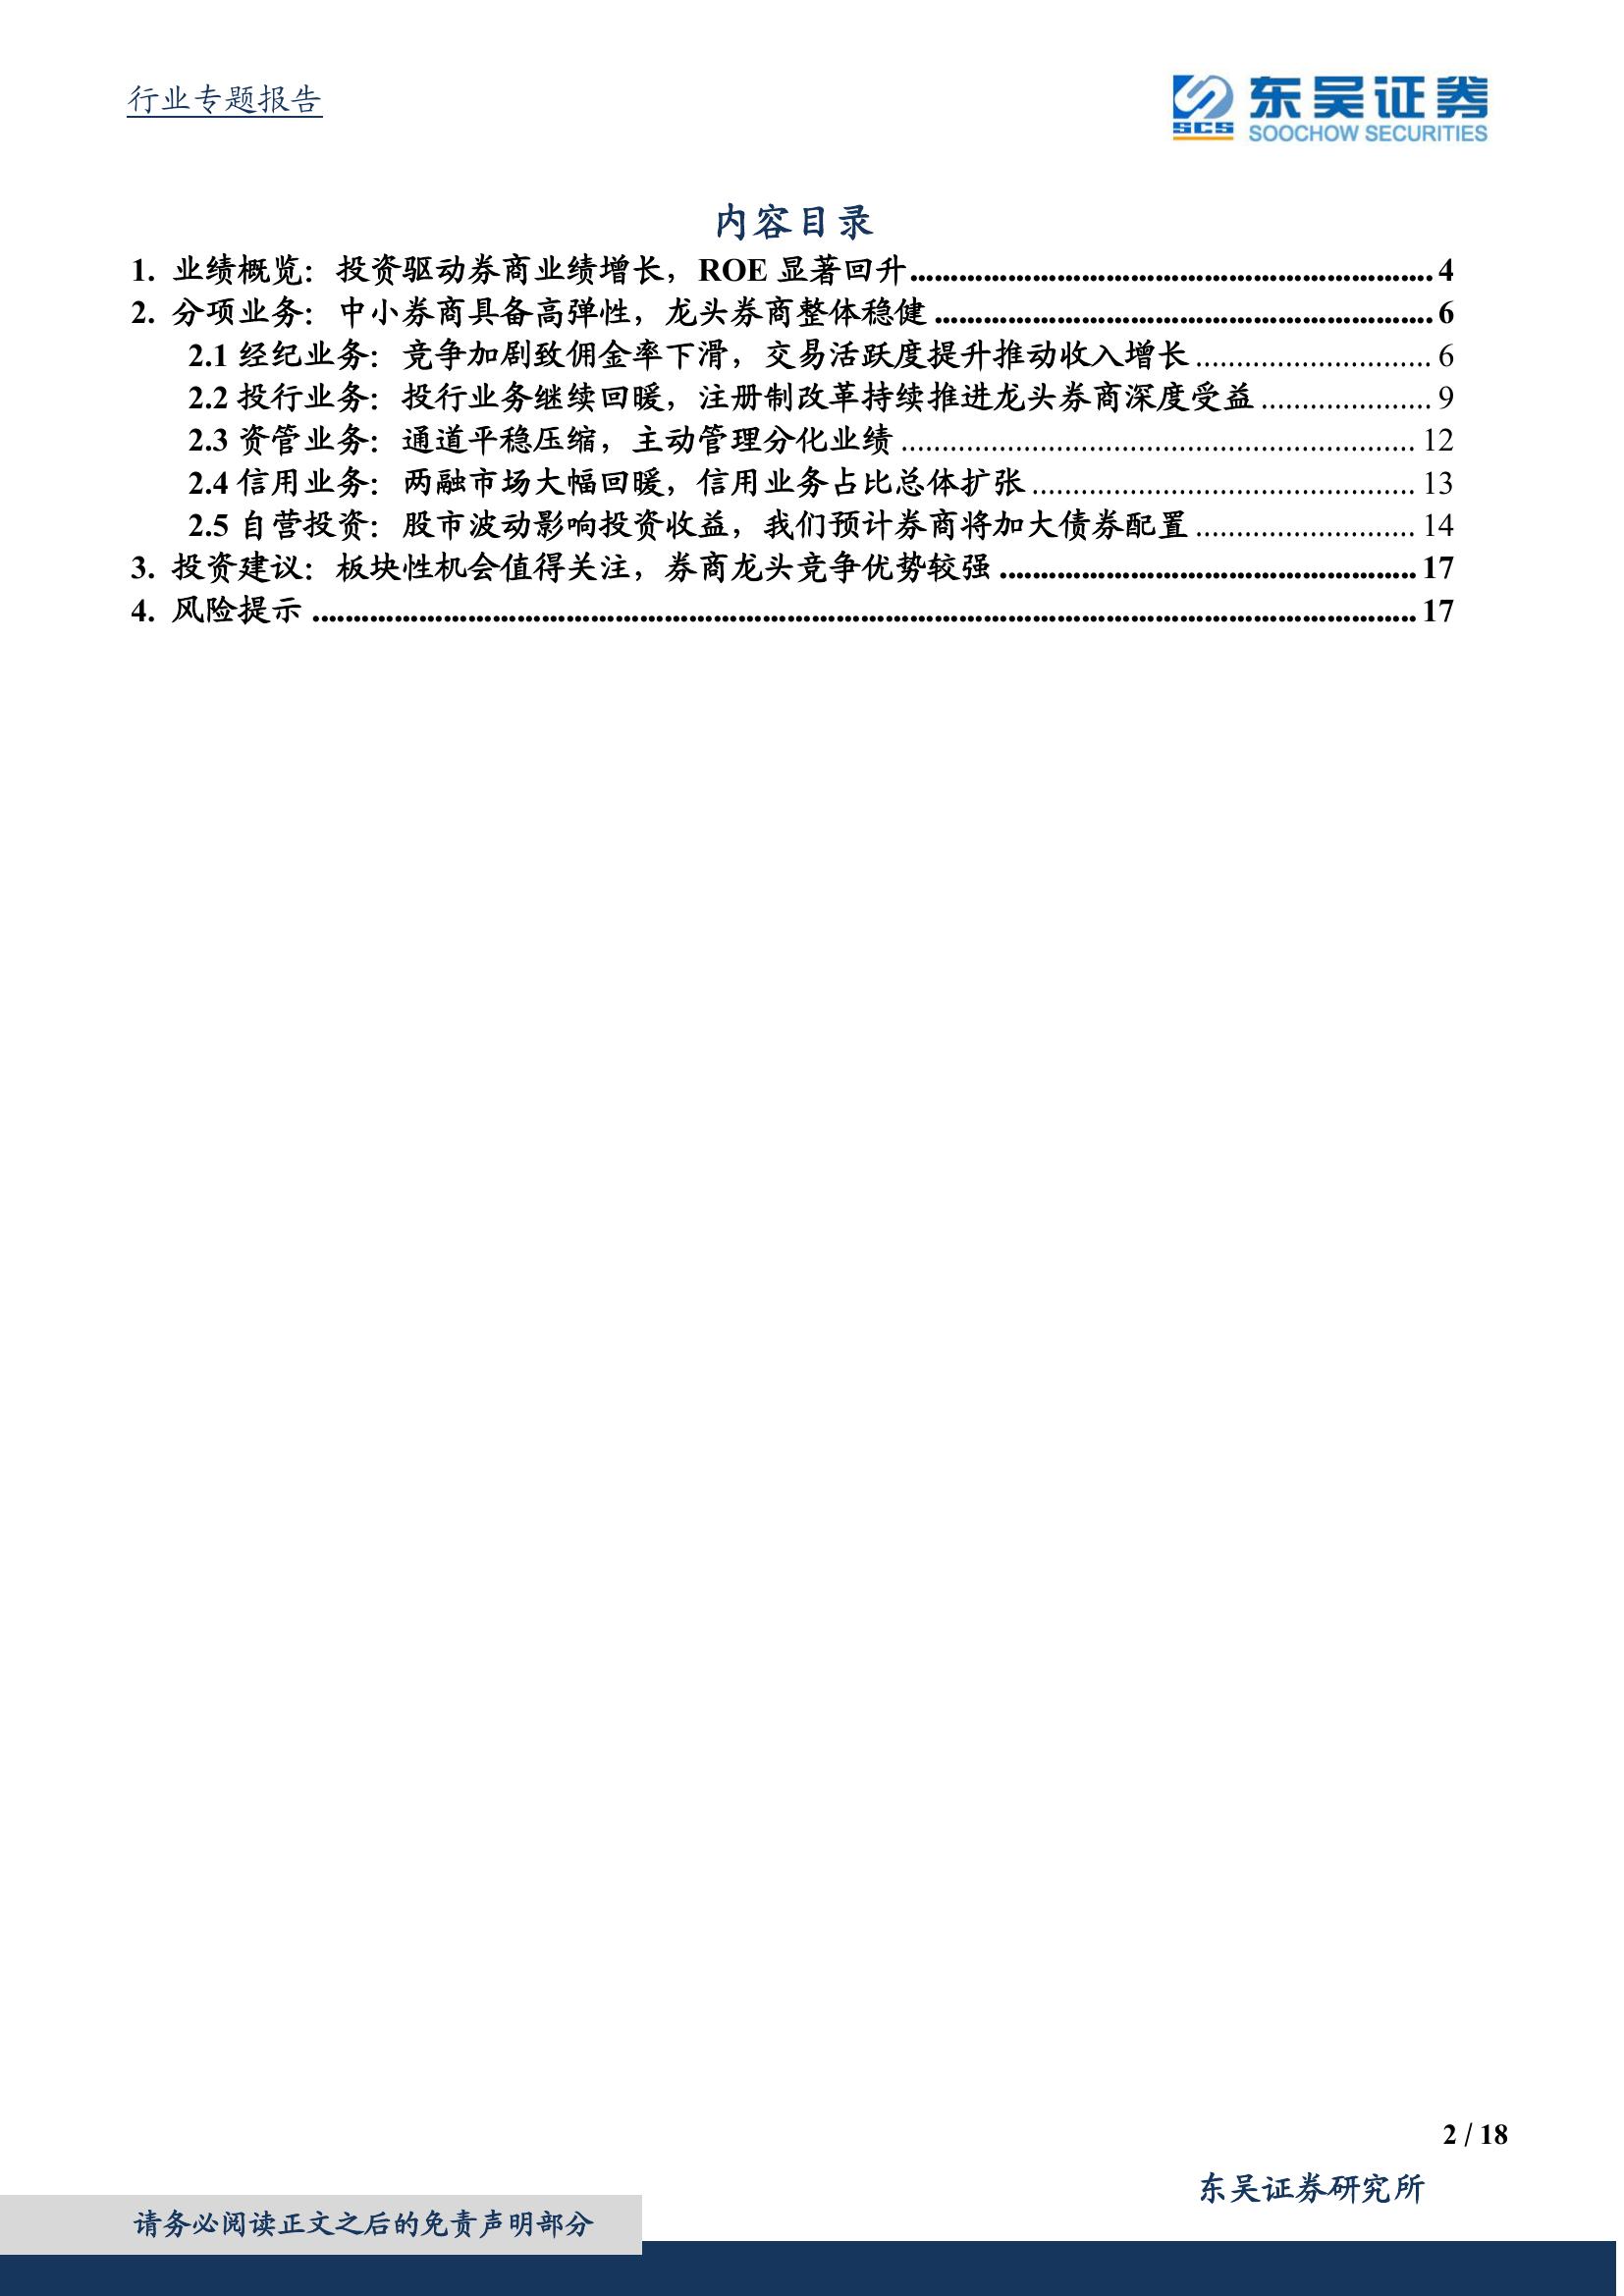 行业专题报告
SCS 东吴证券
SOOCHOW SECURITIES
内容目录
1. 业绩概览：投资驱动券商业绩增长，ROE 显著回升 4
2. 分项业务：中小券商具备高弹性，龙头券商整体稳健 6
2.1 经纪业务：竞争加剧致佣金率下滑，交易活跃度提升推动收入增长 6
2.2 投行业务：投行业务继续回暖，注册制改革持续推进龙头券商深度受益 9
2.3 资管业务：通道平稳压缩，主动管理分化业绩 12
2.4 信用业务：两融市场大幅回暖，信用业务占比总体扩张 13
2.5 自营投资：股市波动影响投资收益，我们预计券商将加大债券配置 14
3. 投资建议：板块性机会值得关注，券商龙头竞争优势较强 17
4. 风险提示 17
2 / 18
东吴证券研究所
请务必阅读正文之后的免责声明部分